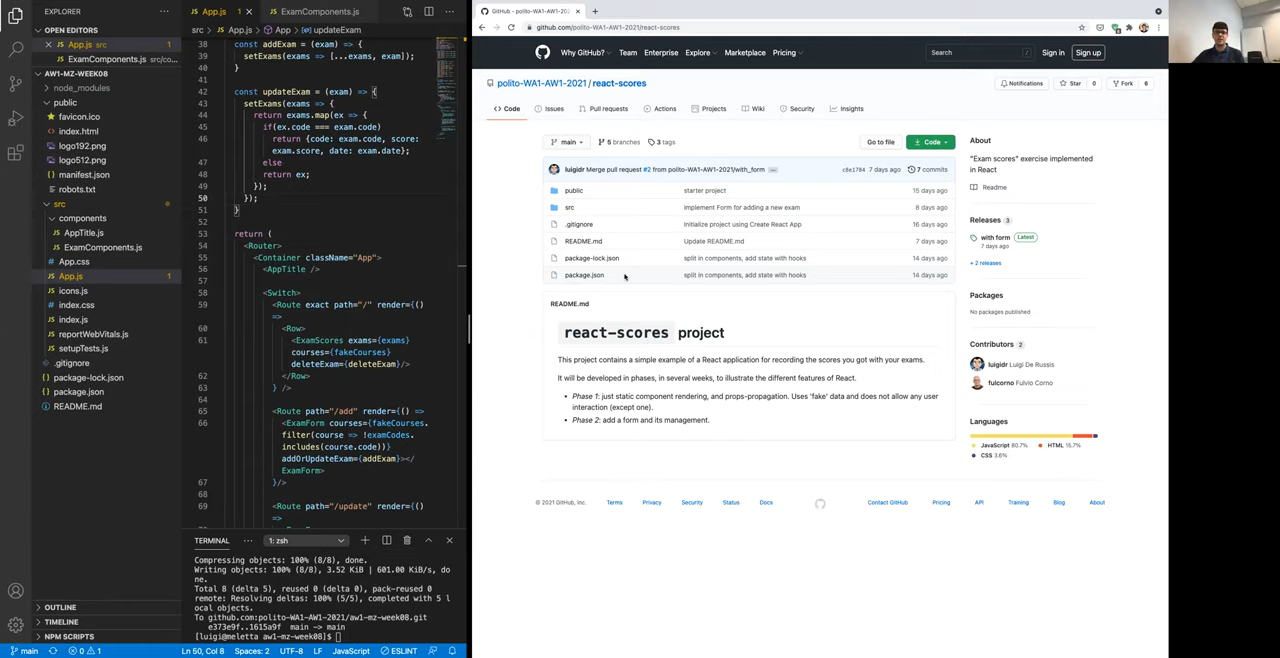 EXPLORER
OPEN EDITORS
App.js 1
ExamComponents.js src/co...
AW1-MZ-WEEK08
node_modules
public
favicon.ico
index.html
logo192.png
logo512.png
manifest.json
robots.txt
src
components
AppTitle.js
ExamComponents.js
App.css
App.js 1
icons.js
index.css
index.js
reportWebVitals.js
setupTests.js
.gitignore
package-lock.json
package.json
README.md
OUTLINE
TIMELINE
NPM SCRIPTS
App.js 1
ExamComponents.js
src > App.js > App > updateExam
38 const addExam = (exam) => {
39 setExams(exams => [...exams, exam]);
40 }
41
42 const updateExam = (exam) => {
43 setExams(exams => {
44 return exams.map(ex => {
45 if(ex.code === exam.code)
46 return {code: exam.code, score:
exam.score, date: exam.date};
47 else
48 return ex;
49 });
50 });
51 }
52
53 return (
54 <Router>
55 <Container className="App">
56 <AppTitle />
57
58 <Switch>
59 <Route exact path="/" render={()
=>
60 <Row>
61 <ExamScores exams={exams}
courses={fakeCourses}
deleteExam={deleteExam}/>
62 </Row>
63 } />
64
65 <Route path="/add" render={() =>
66 <ExamForm courses={fakeCourses.
filter(course => !examCodes.
includes(course.code))}
addOrUpdateExam={addExam}></
ExamForm>
67 }/>
68
69 <Route path="/update" render={()
=>
TERMINAL
1: zsh
Compressing objects: 100% (8/8), done.
Writing objects: 100% (8/8), 3.52 KiB | 601.00 KiB/s, do
ne.
Total 8 (delta 5), reused 0 (delta 0), pack-reused 0
remote: Resolving deltas: 100% (5/5), completed with 5 l
ocal objects.
To github.com:polito-WA1-AW1-2021/aw1-mz-week08.git
e373e9f..1615a9f main -> main
[luigi@meletta aw1-mz-week08]$
main
0 1
Ln 50, Col 8
Spaces: 2
UTF-8
LF
JavaScript
ESLINT
GitHub - polito-WA1-AW1-2021
github.com/polito-WA1-AW1-2021/react-scores
Why GitHub?
Team
Enterprise
Explore
Marketplace
Pricing
Search
/
Sign in
Sign up
polito-WA1-AW1-2021 / react-scores
Notifications
Star 0
Fork 6
Code
Issues
Pull requests
Actions
Projects
Wiki
Security
Insights
main
5 branches
3 tags
Go to file
Code
luigidr Merge pull request #2 from polito-WA1-AW1-2021/with_form ...
c8e1784 7 days ago
7 commits
public starter project 15 days ago
src implement Form for adding a new exam 8 days ago
.gitignore Initialize project using Create React App 16 days ago
README.md Update README.md 7 days ago
package-lock.json split in components, add state with hooks 14 days ago
package.json split in components, add state with hooks 14 days ago
README.md
react-scores project
This project contains a simple example of a React application for recording the scores you got with your exams.
It will be developed in phases, in several weeks, to illustrate the different features of React.
• Phase 1: just static component rendering, and props-propagation. Uses 'fake' data and does not allow any user
interaction (except one).
• Phase 2: add a form and its management.
About
"Exam scores" exercise implemented
in React
Readme
Releases 3
with form Latest
7 days ago
+ 2 releases
Packages
No packages published
Contributors 2
luigidr Luigi De Russis
fulcorno Fulvio Corno
Languages
JavaScript 80.7%
HTML 15.7%
CSS 3.6%
© 2021 GitHub, Inc.
Terms
Privacy
Security
Status
Docs
Contact GitHub
Pricing
API
Training
Blog
About